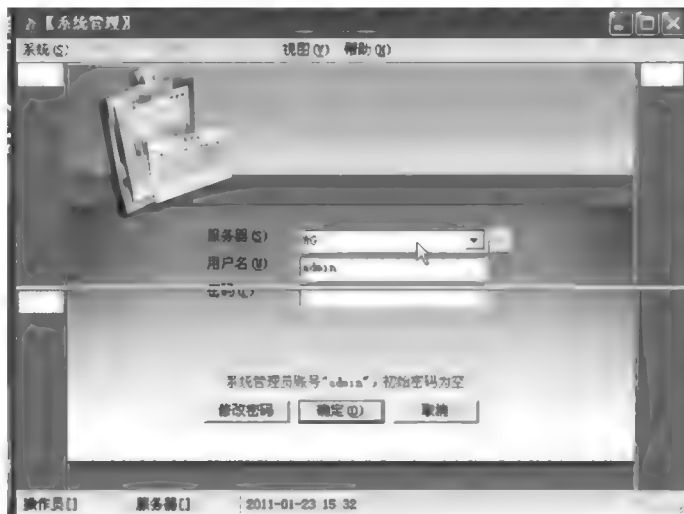 【系统管理】
系统(S) 视图(V) 帮助(H)
服务器(S)
用户名(U) admin
密码(P)
系统管理员账号"admin",初始密码为空
修改密码 确定(O) 取消
操作员[] 服务器[] 2011-01-23 15 32